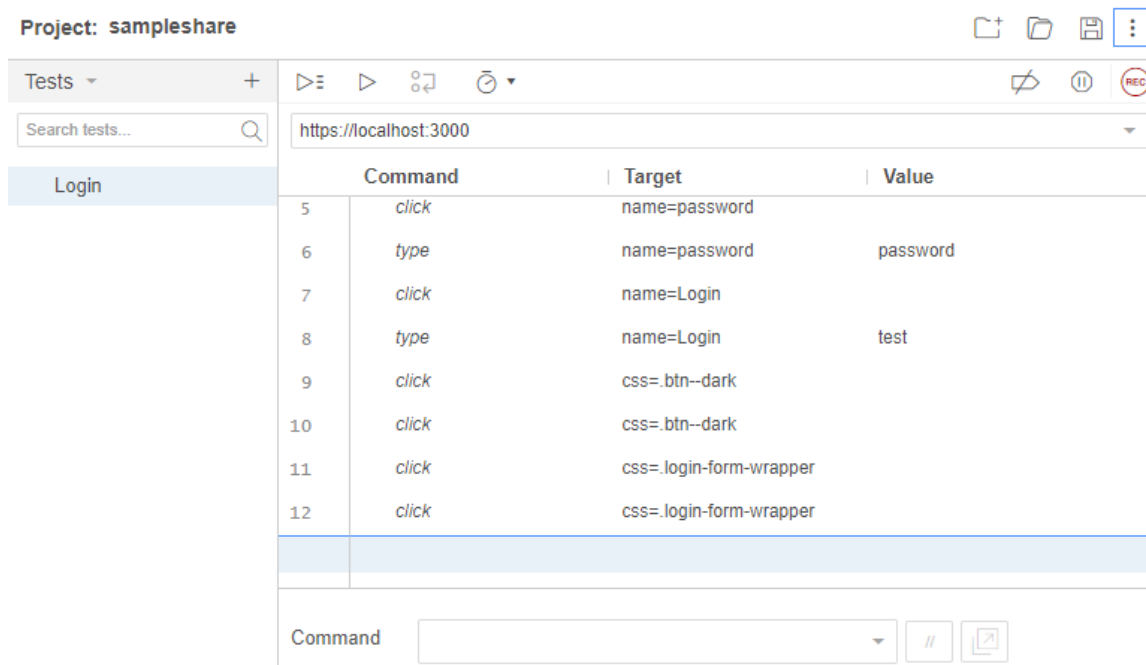 Project: sampleshare
Tests
REC
Search tests...
https://localhost:3000
Login
Command Target Value
5 click name=password
6 type name=password password
7 click name=Login
8 type name=Login test
9 click css=.btn--dark
10 click css=.btn--dark
11 click css=.login-form-wrapper
12 click css=.login-form-wrapper
Command //